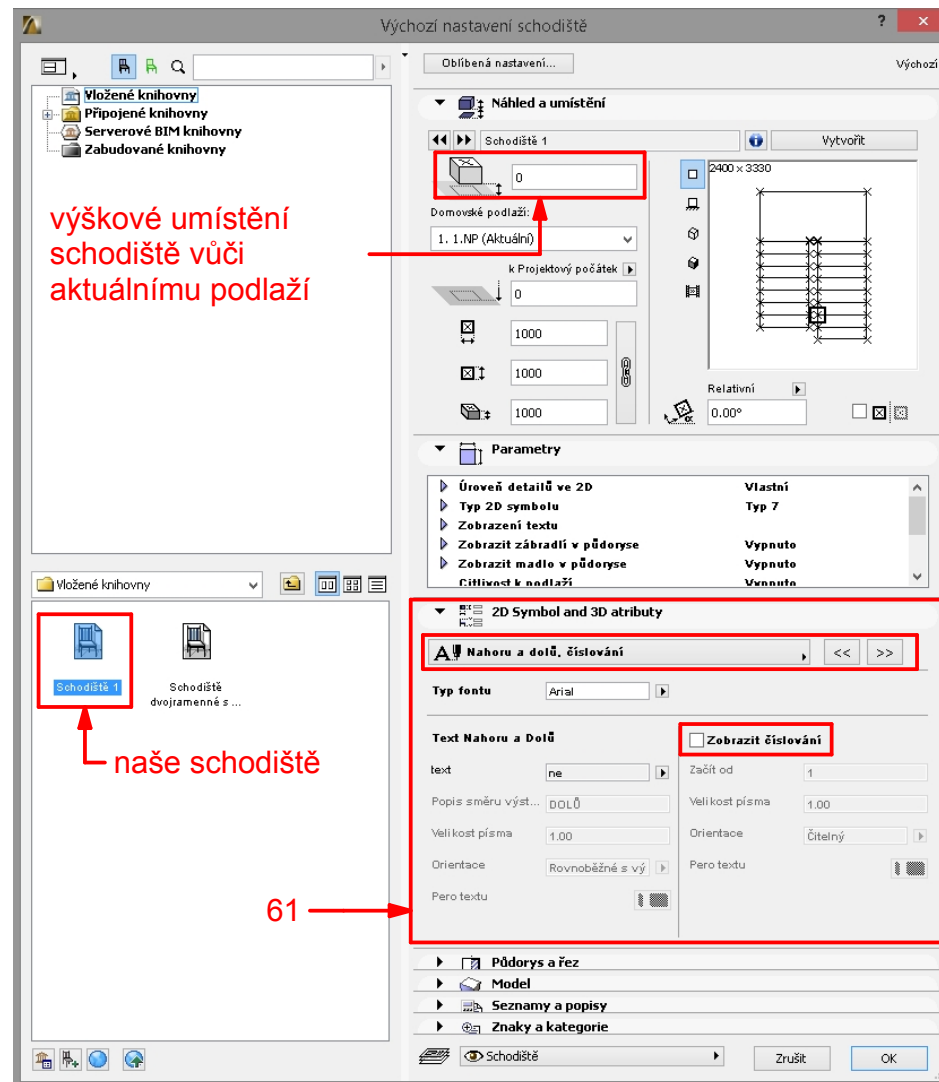 Výchozí nastavení schodiště
?
Vložené knihovny
Připojené knihovny
Serverové BIM knihovny
Zabudované knihovny
výškové umístění
schodiště vůči
aktuálnímu podlaží
Vložené knihovny
Schodiště 1
Schodiště
dvojramenné s ...
naše schodiště
61
Oblíbená nastavení...
Výchozí
Náhled a umístění
Schodiště 1
Vytvořit
0
Domovské podlaží:
1. 1.NP (Aktuální)
k Projektový počátek
0
1000
1000
1000
2400 x 3330
Relativní
0.00°
Parametry
Úroveň detailů ve 2D Vlastní
Typ 2D symbolu Typ 7
Zobrazení textu
Zobrazit zábradlí v půdoryse Vypnuto
Zobrazit madlo v půdoryse Vypnuto
Citlivost k podlaží Vypnuto
2D Symbol and 3D atributy
Nahoru a dolů, číslování << >>
Typ fontu Arial
Text Nahoru a Dolů
text ne
Popis směru výst... DOLŮ
Velikost písma 1.00
Orientace Rovnoběžné s vý
Pero textu
Zobrazit číslování
Začít od 1
Velikost písma 1.00
Orientace Čitelný
Pero textu
Půdorys a řez
Model
Seznamy a popisy
Znaky a kategorie
Schodiště
Zrušit
OK